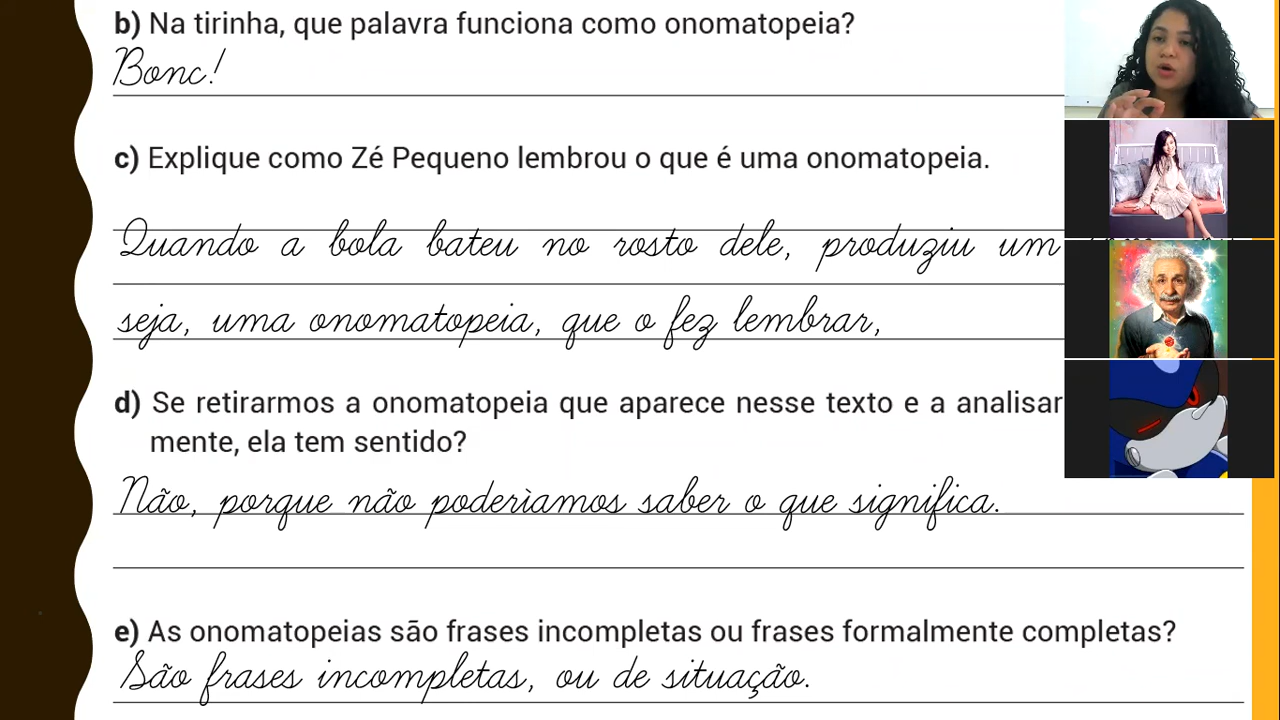 b) Na tirinha, que palavra funciona como onomatopeia?
Bonc!
c) Explique como Zé Pequeno lembrou o que é uma onomatopeia.
Quando a bola bateu no rosto dele, produziu um
seja, uma onomatopeia, que o fez lembrar,
d) Se retirarmos a onomatopeia que aparece nesse texto e a analisar
mente, ela tem sentido?
Não, porque não poderìamos saber o que significa.
e) As onomatopeias são frases incompletas ou frases formalmente completas?
São frases incompletas, ou de situação.